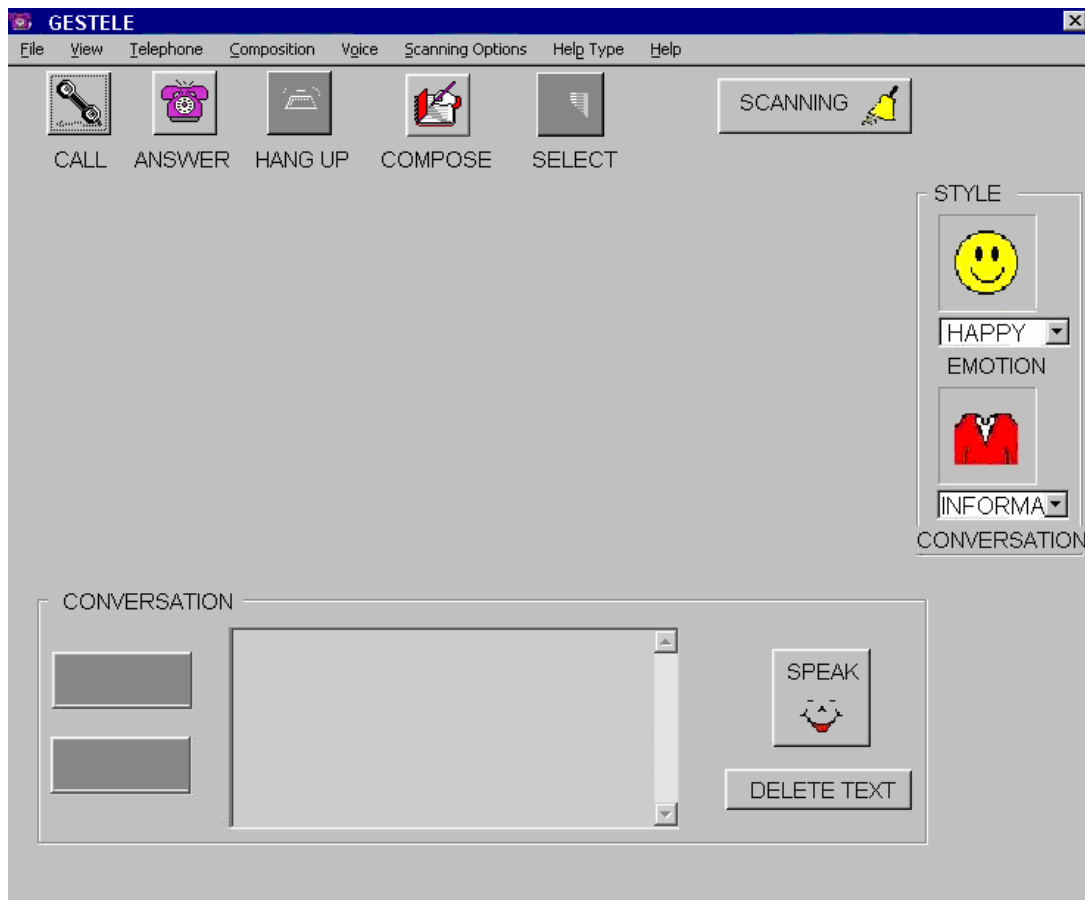 GESTELE
File View Telephone Composition Voice Scanning Options Help Type Help
SCANNING
CALL ANSWER HANG UP COMPOSE SELECT
STYLE
HAPPY
EMOTION
INFORMA
CONVERSATION
CONVERSATION
SPEAK
DELETE TEXT